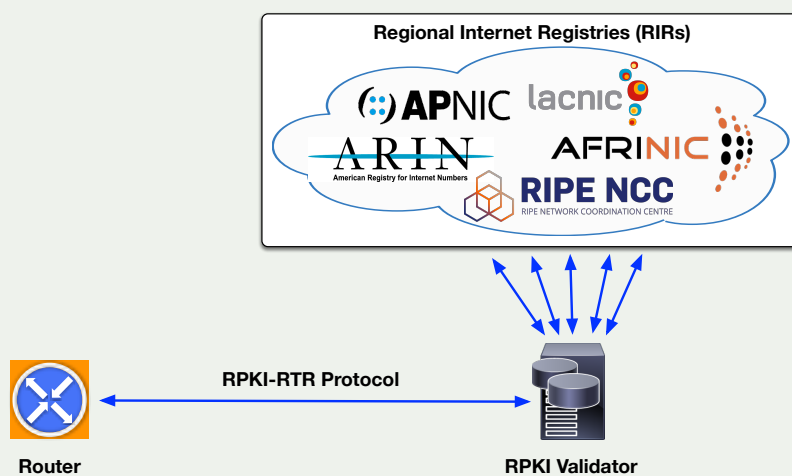 Regional Internet Registries (RIRs)
APNIC
lacnic
ARIN
American Registry for Internet Numbers
AFRINIC
RIPE NCC
RIPE NETWORK COORDINATION CENTRE
RPKI-RTR Protocol
Router
RPKI Validator